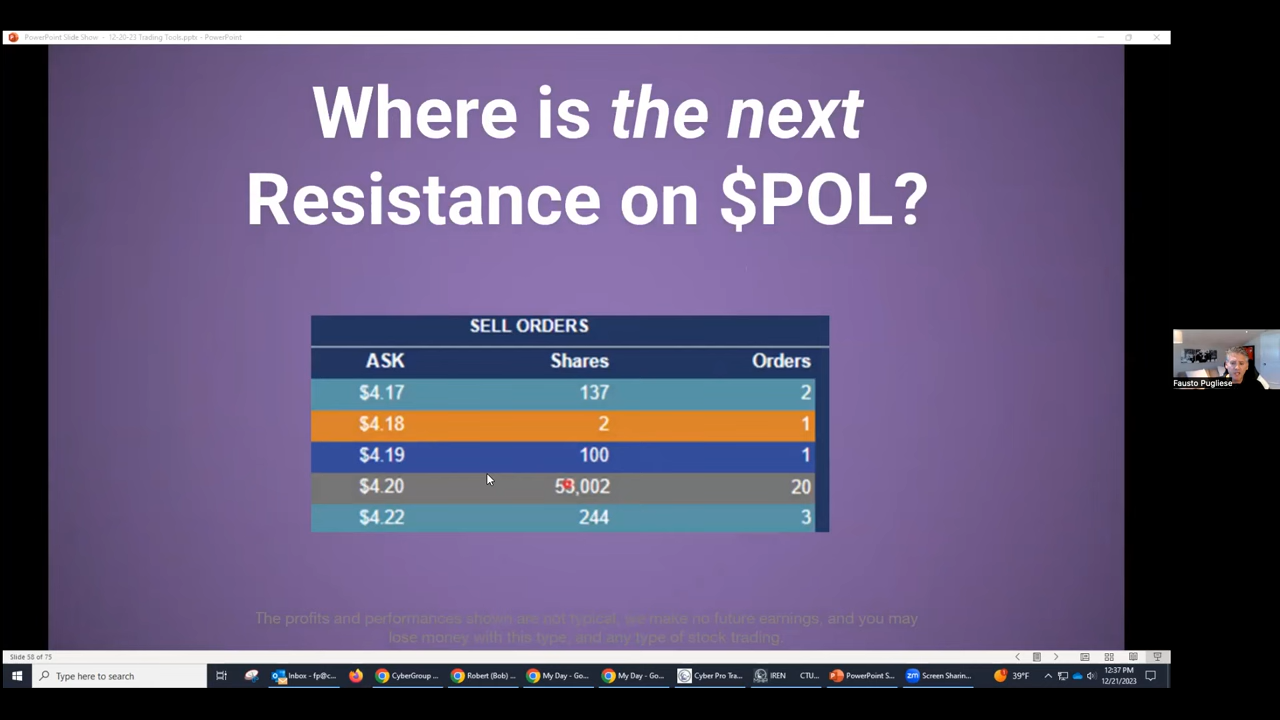 PowerPoint Slide Show - 12-20-23 Trading Tools.pptx - PowerPoint
Where is the next
Resistance on $POL?
SELL ORDERS
ASK Shares Orders
$4.17 137 2
$4.18 2 1
$4.19 100 1
$4.20 53,002 20
$4.22 244 3
Fausto Pugliese
The profits and performances shown are not typical, we make no future earnings, and you may
lose money with this type, and any type of stock trading.
Slide 58 of 75
Type here to search
Inbox - fp@c...
CyberGroup ...
Robert (Bob) ...
My Day - Go...
My Day - Go...
Cyber Pro Tra...
IREN
CTU...
PowerPoint S...
Screen Sharin...
39°F
12:37 PM
12/21/2023